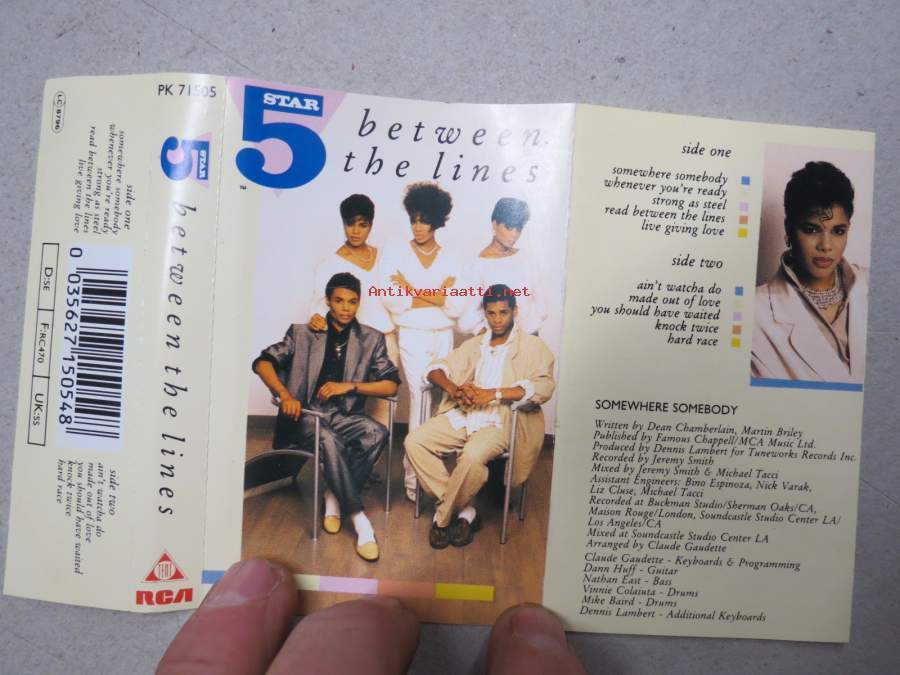 LC 8796
side one
somewhere somebody
whenever you're ready
strong as steel
read between the lines
live giving love
0 035627 150548
D:SE
F:RC470
UK:SS
side two
ain't watcha do
made out of love
you should have waited
knock twice
hard race
PK 71505
5 STAR
between the lines
TENT
RCA
5 STAR
TM
between
the lines
Antikvariaatti.net
side one
somewhere somebody
whenever you're ready
strong as steel
read between the lines
live giving love
side two
ain't watcha do
made out of love
you should have waited
knock twice
hard race
SOMEWHERE SOMEBODY
Written by Dean Chamberlain, Martin Briley
Published by Famous Chappell/MCA Music Ltd.
Produced by Dennis Lambert for Tuneworks Records Inc.
Recorded by Jeremy Smith
Mixed by Jeremy Smith & Michael Tacci
Assistant Engineers: Bino Espinoza, Nick Varak,
Liz Cluse, Michael Tacci
Recorded at Buckman Studio/Sherman Oaks/CA,
Maison Rouge/London, Soundcastle Studio Center LA/
Los Angeles/CA
Mixed at Soundcastle Studio Center LA
Arranged by Claude Gaudette
Claude Gaudette - Keyboards & Programming
Dann Huff - Guitar
Nathan East - Bass
Vinnie Colaiuta - Drums
Mike Baird - Drums
Dennis Lambert - Additional Keyboards